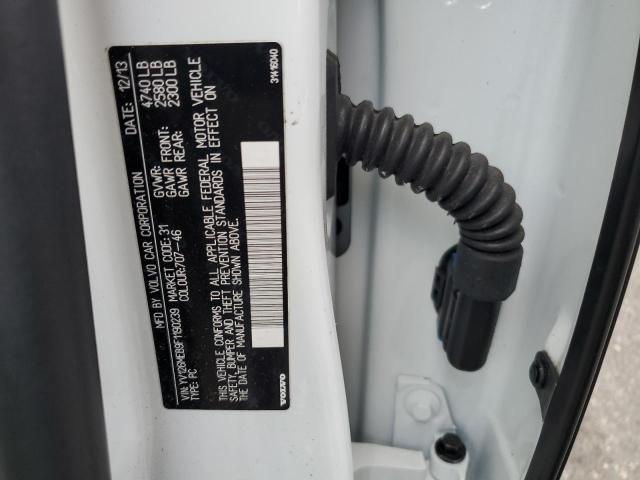 MFD BY VOLVO CAR CORPORATION DATE: 12/13
VIN: YV126MEB9F1190239 MARKET CODE: 31 GVWR: 4740 LB
TYPE: PC COLOUR: /07-46 GAWR FRONT: 2580 LB
GAWR REAR: 2300 LB
THIS VEHICLE CONFORMS TO ALL APPLICABLE FEDERAL MOTOR VEHICLE
SAFETY, BUMPER AND THEFT PREVENTION STANDARDS IN EFFECT ON
THE DATE OF MANUFACTURE SHOWN ABOVE.
VOLVO 31416040